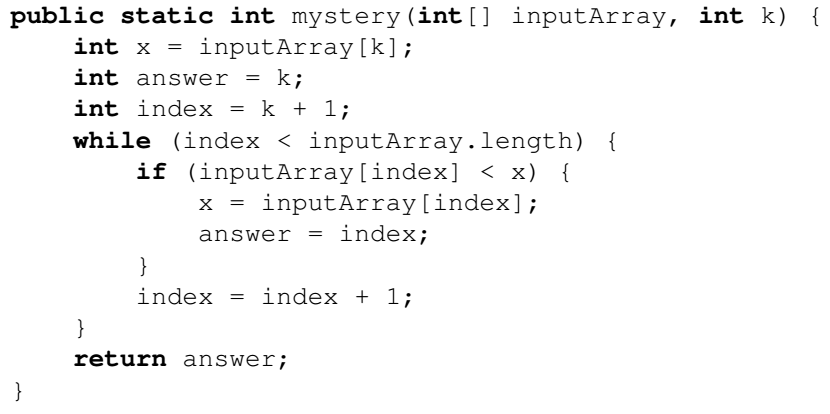 public static int mystery(int[] inputArray, int k) {
    int x = inputArray[k];
    int answer = k;
    int index = k + 1;
    while (index < inputArray.length) {
        if (inputArray[index] < x) {
            x = inputArray[index];
            answer = index;
        }
        index = index + 1;
    }
    return answer;
}